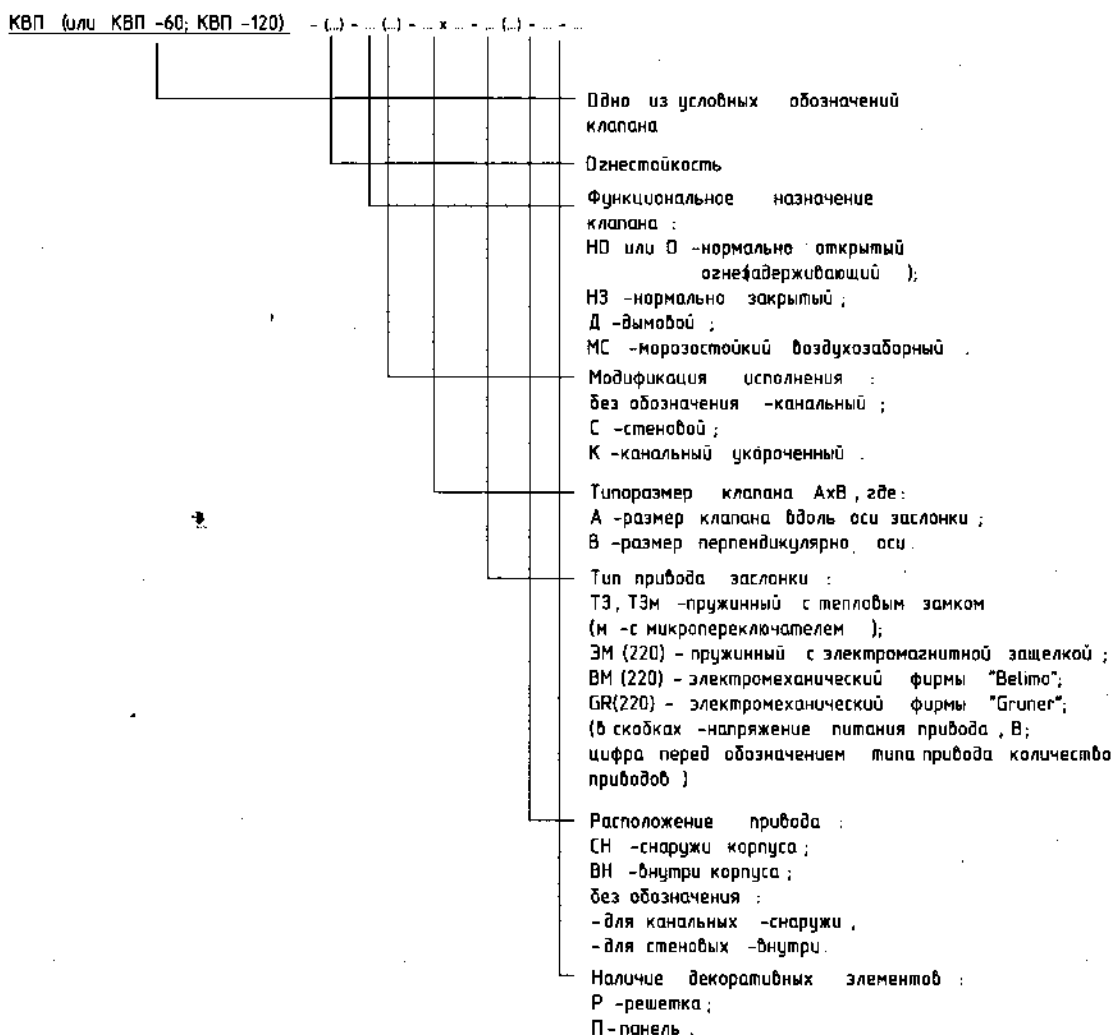 КВП (или КВП -60; КВП -120) - (...) - ... (...) - ... х ... - ... (...) - ... - ...
Одно из условных обозначений
клапана
Огнестойкость
Функциональное назначение
клапана :
НО или О -нормально открытый
огнезадерживающий );
НЗ -нормально закрытый ;
Д -дымовой ;
МС -морозостойкий воздухозаборный .
Модификация исполнения :
без обозначения -канальный ;
С -стеновой ;
К -канальный укороченный .
Типоразмер клапана АхВ , где:
А -размер клапана вдоль оси заслонки ;
В -размер перпендикулярно оси.
Тип привода заслонки :
ТЗ, ТЗм -пружинный с тепловым замком
(м -с микропереключателем );
ЭМ (220) - пружинный с электромагнитной защелкой ;
ВМ (220) - электромеханический фирмы "Belimo";
GR(220) - электромеханический фирмы "Gruner";
(в скобках -напряжение питания привода , В;
цифра перед обозначением типа привода количество
приводов )
Расположение привода :
СН -снаружи корпуса ;
ВН -внутри корпуса ;
без обозначения :
-для канальных -снаружи ,
-для стеновых -внутри.
Наличие декоративных элементов :
Р -решетка ;
П-панель .